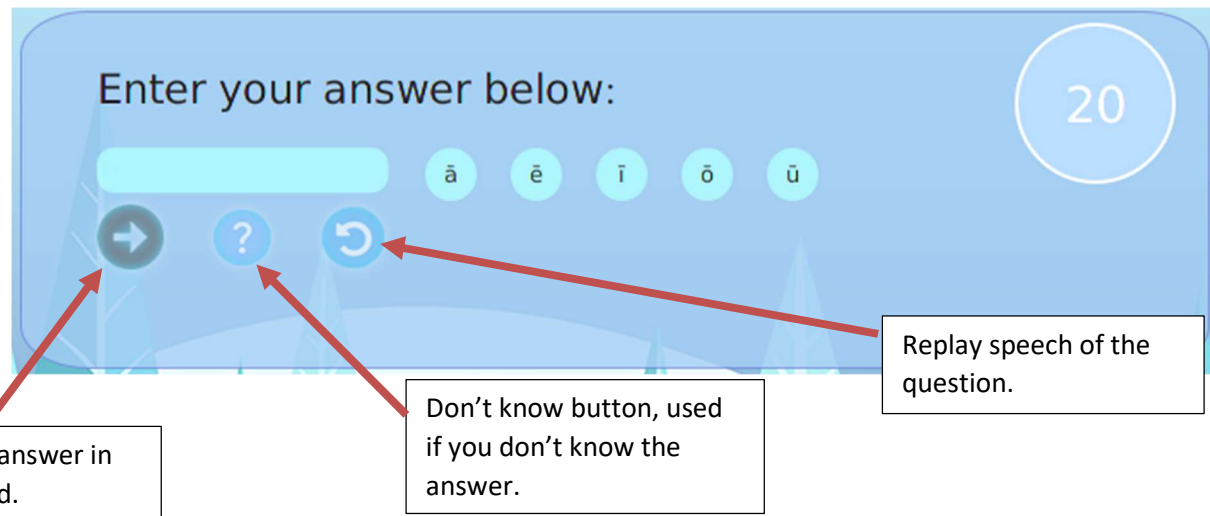 Enter your answer below:
20
ā ē ī ō ū
?
Replay speech of the
question.
Don’t know button, used
if you don’t know the
answer.
answer in
d.